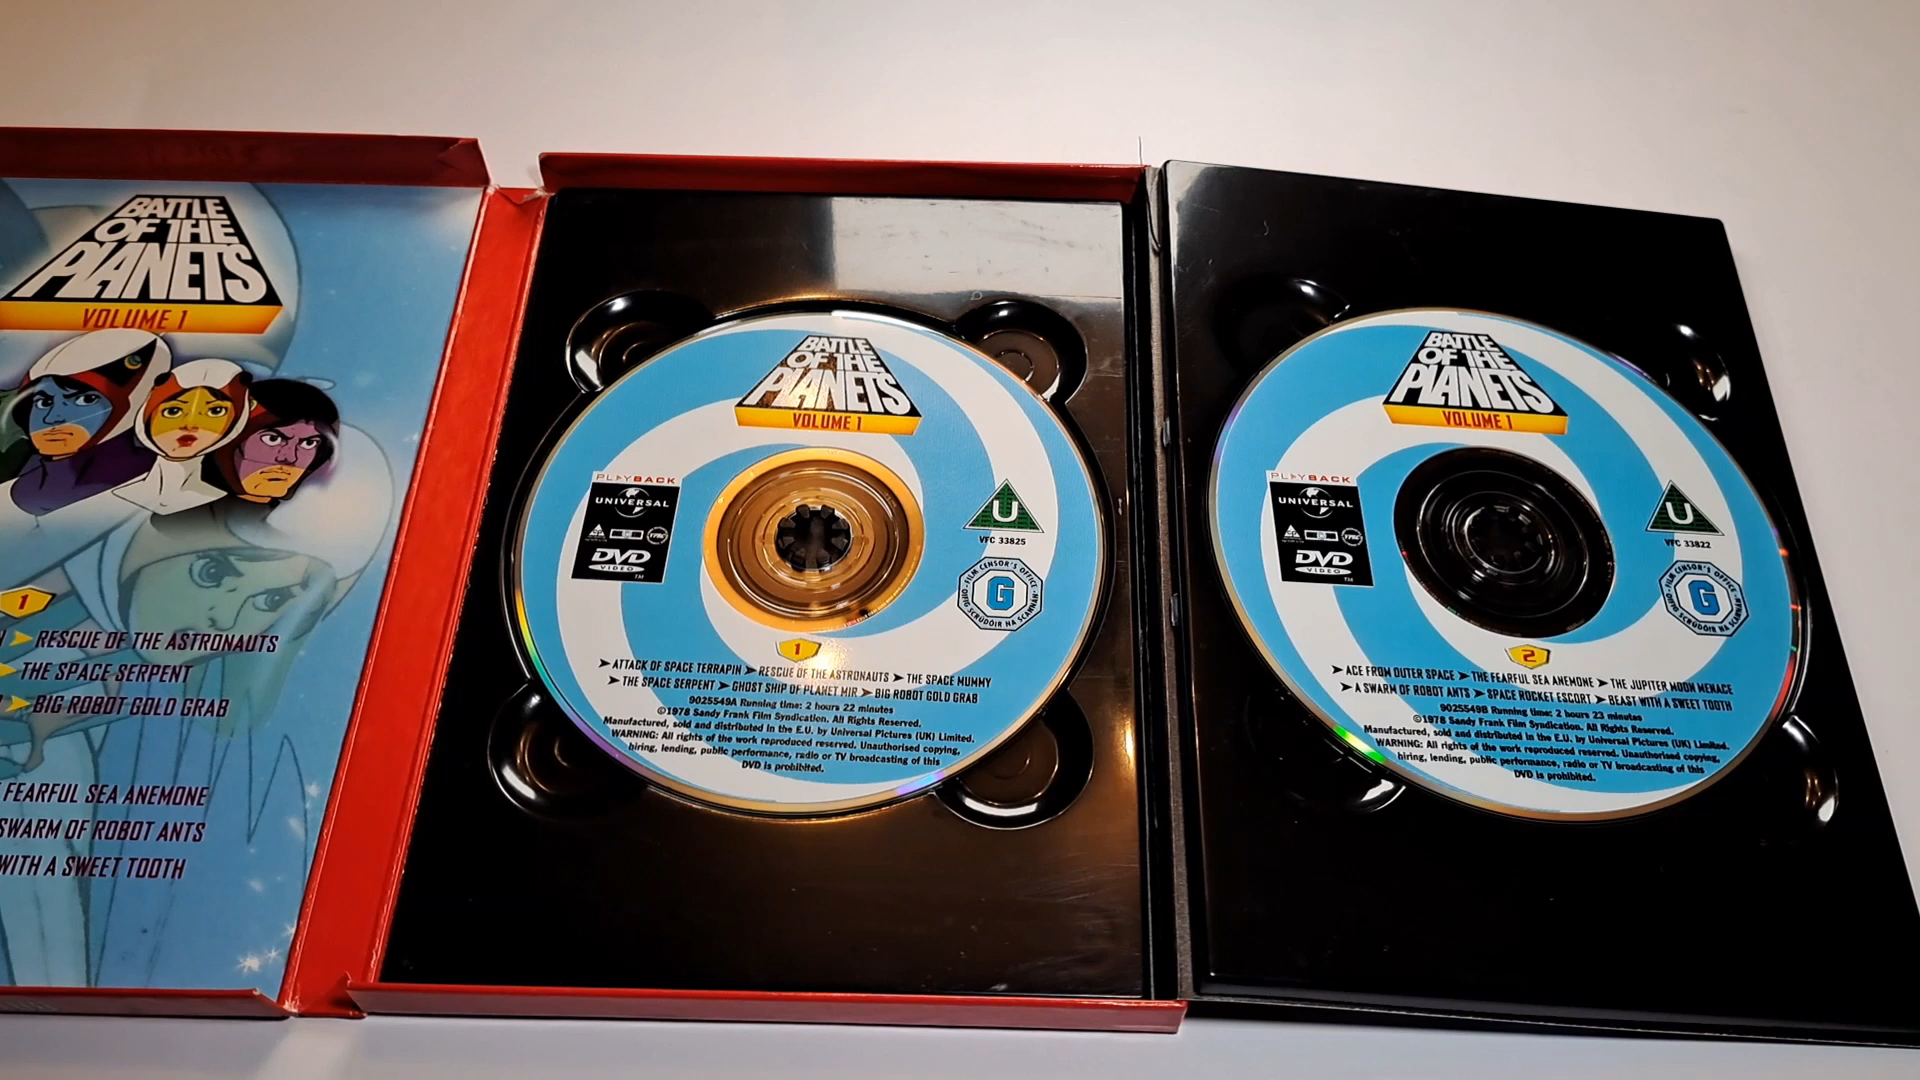 BATTLE
OF THE
PLANETS
VOLUME 1
1
RESCUE OF THE ASTRONAUTS
THE SPACE SERPENT
BIG ROBOT GOLD GRAB
FEARFUL SEA ANEMONE
SWARM OF ROBOT ANTS
WITH A SWEET TOOTH
BATTLE
OF THE
PLANETS
VOLUME 1
PLAYBACK
UNIVERSAL
DVD
VIDEO
TM
U
VFC 33825
FILM CENSOR'S OFFICE
G
OIFIG SCRÚDÓIR NA SCANNÁN
1
ATTACK OF SPACE TERRAPIN RESCUE OF THE ASTRONAUTS THE SPACE MUMMY
THE SPACE SERPENT GHOST SHIP OF PLANET MIR BIG ROBOT GOLD GRAB
9025549A Running time: 2 hours 22 minutes
©1978 Sandy Frank Film Syndication. All Rights Reserved.
Manufactured, sold and distributed in the E.U. by Universal Pictures (UK) Limited.
WARNING: All rights of the work reproduced reserved. Unauthorised copying,
hiring, lending, public performance, radio or TV broadcasting of this
DVD is prohibited.
BATTLE
OF THE
PLANETS
VOLUME 1
PLAYBACK
UNIVERSAL
DVD
VIDEO
TM
U
VFC 33822
FILM CENSOR'S OFFICE
G
OIFIG SCRÚDÓIR NA SCANNÁN
2
ACE FROM OUTER SPACE THE FEARFUL SEA ANEMONE THE JUPITER MOON MENACE
A SWARM OF ROBOT ANTS SPACE ROCKET ESCORT BEAST WITH A SWEET TOOTH
9025549B Running time: 2 hours 23 minutes
©1978 Sandy Frank Film Syndication. All Rights Reserved.
Manufactured, sold and distributed in the E.U. by Universal Pictures (UK) Limited.
WARNING: All rights of the work reproduced reserved. Unauthorised copying,
hiring, lending, public performance, radio or TV broadcasting of this
DVD is prohibited.